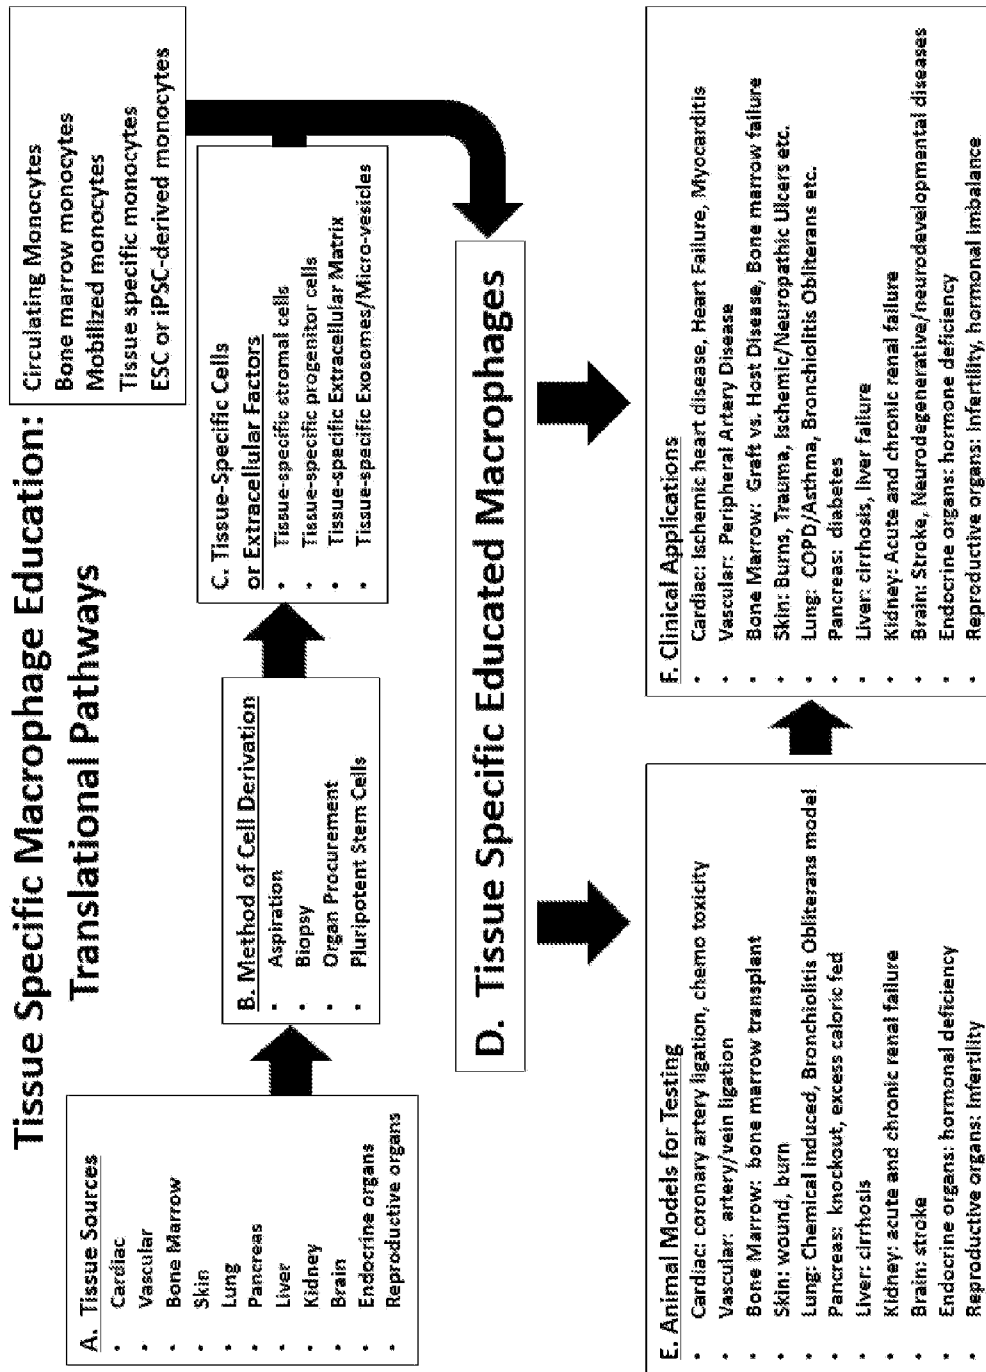 Tissue Specific Macrophage Education:
Translational Pathways
Circulating Monocytes
Bone marrow monocytes
Mobilized monocytes
Tissue specific monocytes
ESC or iPSC-derived monocytes
A. Tissue Sources
• Cardiac
• Vascular
• Bone Marrow
• Skin
• Lung
• Pancreas
• Liver
• Kidney
• Brain
• Endocrine organs
• Reproductive organs
B. Method of Cell Derivation
• Aspiration
• Biopsy
• Organ Procurement
• Pluripotent Stem Cells
C. Tissue-Specific Cells
or Extracellular Factors
• Tissue-specific stromal cells
• Tissue-specific progenitor cells
• Tissue-specific Extracellular Matrix
• Tissue-specific Exosomes/Micro-vesicles
D. Tissue Specific Educated Macrophages
E. Animal Models for Testing
• Cardiac: coronary artery ligation, chemo toxicity
• Vascular: artery/vein ligation
• Bone Marrow: bone marrow transplant
• Skin: wound, burn
• Lung: Chemical induced, Bronchiolitis Obliterans model
• Pancreas: knockout, excess caloric fed
• Liver: cirrhosis
• Kidney: acute and chronic renal failure
• Brain: stroke
• Endocrine organs: hormonal deficiency
• Reproductive organs: Infertility
F. Clinical Applications
• Cardiac: Ischemic heart disease, Heart Failure, Myocarditis
• Vascular: Peripheral Artery Disease
• Bone Marrow: Graft vs. Host Disease, Bone marrow failure
• Skin: Burns, Trauma, Ischemic/Neuropathic Ulcers etc.
• Lung: COPD/Asthma, Bronchiolitis Obliterans etc.
• Pancreas: diabetes
• Liver: cirrhosis, liver failure
• Kidney: Acute and chronic renal failure
• Brain: Stroke, Neurodegenerative/neurodevelopmental diseases
• Endocrine organs: hormone deficiency
• Reproductive organs: Infertility, hormonal imbalance